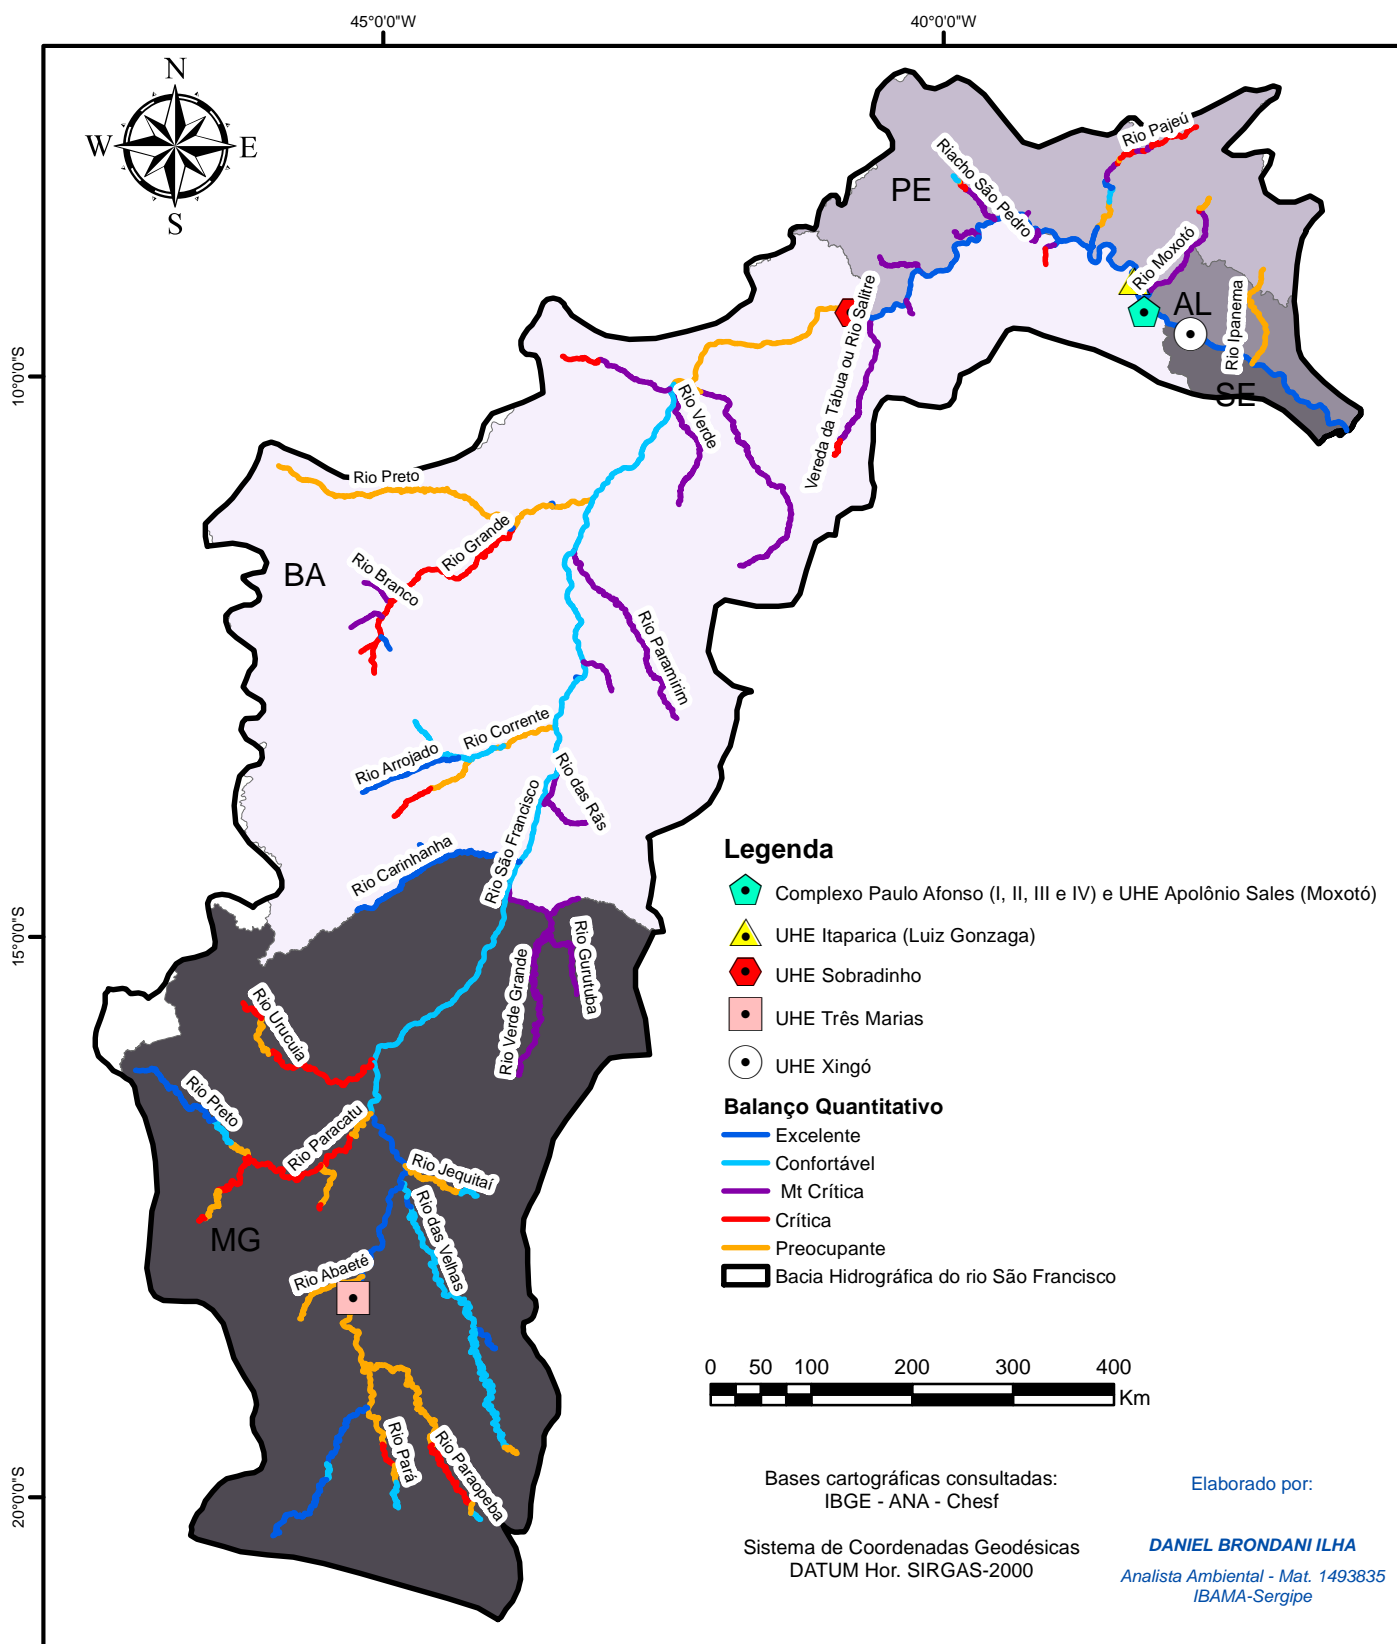 45°0'0"W
40°0'0"W
N
W
E
S
10°0'0"S
15°0'0"S
20°0'0"S
Rio Pajeú
Riacho São Pedro
PE
Rio Moxotó
AL
Rio Ipanema
SE
Vereda da Tábua ou Rio Salitre
Rio Verde
Rio Preto
Rio Grande
BA
Rio Branco
Rio Paramirim
Rio Corrente
Rio Arrojado
Rio das Rãs
Rio São Francisco
Rio Carinhanha
Rio Gurutuba
Rio Verde Grande
Rio Urucuia
Rio Preto
Rio Paracatu
Rio Jequitaí
Rio das Velhas
MG
Rio Abaeté
Rio Pará
Rio Paraopeba
Legenda
Complexo Paulo Afonso (I, II, III e IV) e UHE Apolônio Sales (Moxotó)
UHE Itaparica (Luiz Gonzaga)
UHE Sobradinho
UHE Três Marias
UHE Xingó
Balanço Quantitativo
Excelente
Confortável
Mt Crítica
Crítica
Preocupante
Bacia Hidrográfica do rio São Francisco
0 50 100 200 300 400
Km
Bases cartográficas consultadas:
IBGE - ANA - Chesf
Sistema de Coordenadas Geodésicas
DATUM Hor. SIRGAS-2000
Elaborado por:
DANIEL BRONDANI ILHA
Analista Ambiental - Mat. 1493835
IBAMA-Sergipe